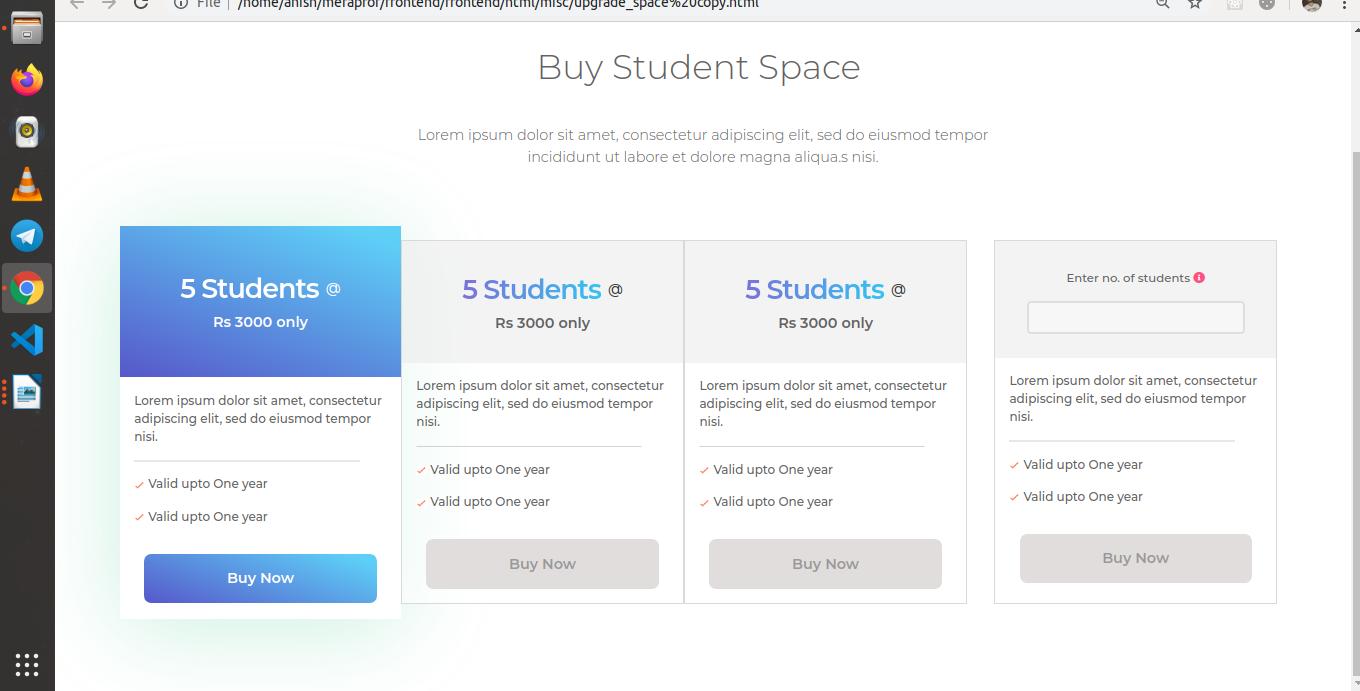 File /home/anish/meraprof/frontend/frontend/html/misc/upgrade_space%20copy.html
Buy Student Space
Lorem ipsum dolor sit amet, consectetur adipiscing elit, sed do eiusmod tempor
incididunt ut labore et dolore magna aliqua.s nisi.
5 Students @
Rs 3000 only
Lorem ipsum dolor sit amet, consectetur
adipiscing elit, sed do eiusmod tempor
nisi.
Valid upto One year
Valid upto One year
Buy Now
5 Students @
Rs 3000 only
Lorem ipsum dolor sit amet, consectetur
adipiscing elit, sed do eiusmod tempor
nisi.
Valid upto One year
Valid upto One year
Buy Now
5 Students @
Rs 3000 only
Lorem ipsum dolor sit amet, consectetur
adipiscing elit, sed do eiusmod tempor
nisi.
Valid upto One year
Valid upto One year
Buy Now
Enter no. of students
Lorem ipsum dolor sit amet, consectetur
adipiscing elit, sed do eiusmod tempor
nisi.
Valid upto One year
Valid upto One year
Buy Now